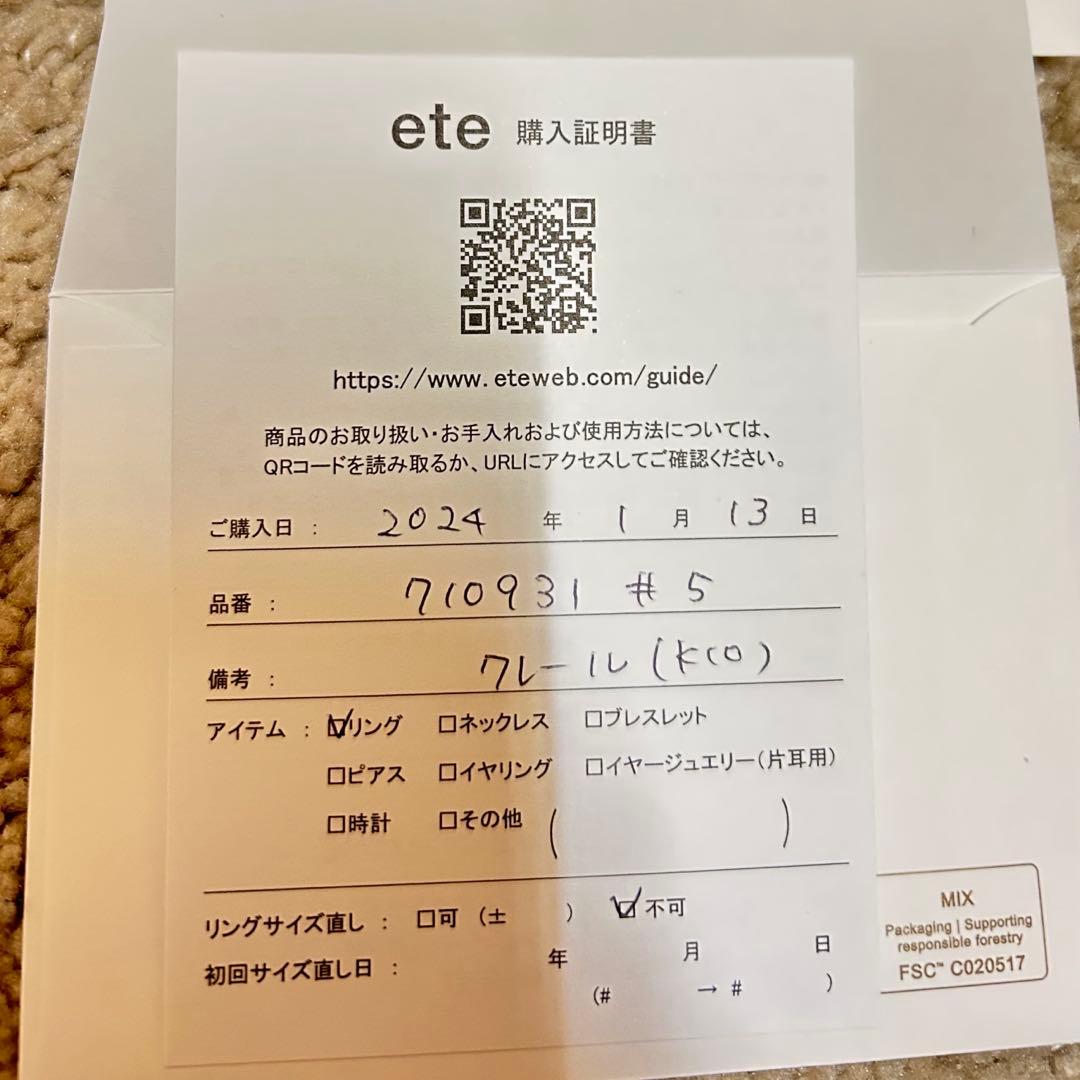 ete 購入証明書
https://www.eteweb.com/guide/
商品のお取り扱い・お手入れおよび使用方法については、
QRコードを読み取るか、URLにアクセスしてご確認ください。
ご購入日 : 2024 年 1 月 13 日
品番 : 710931 #5
備考 : クレール(K10)
アイテム : ☑リング □ネックレス □ブレスレット
□ピアス □イヤリング □イヤージュエリー(片耳用)
□時計 □その他 ( )
リングサイズ直し : □可 (± ) ☑不可
初回サイズ直し日 : 年 月 日
(# → # )
MIX
Packaging | Supporting
responsible forestry
FSC™ C020517